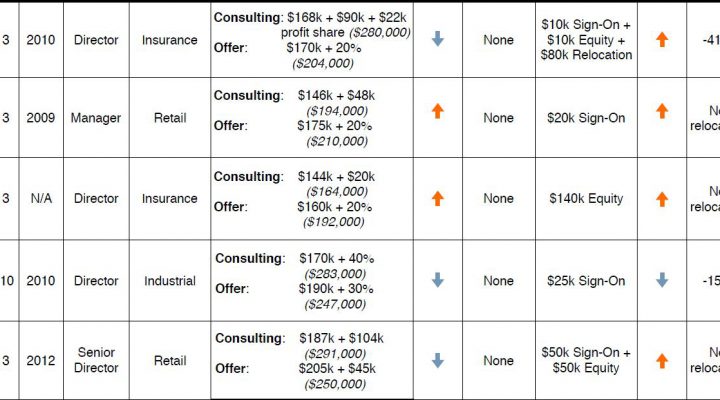 3 2010 Director Insurance
Consulting: $168k + $90k + $22k
profit share ($280,000)
Offer: $170k + 20%
($204,000)
None
$10k Sign-On +
$10k Equity +
$80k Relocation
-41
3 2009 Manager Retail
Consulting: $146k + $48k
($194,000)
Offer: $175k + 20%
($210,000)
None
$20k Sign-On
3 N/A Director Insurance
Consulting: $144k + $20k
($164,000)
Offer: $160k + 20%
($192,000)
None
$140k Equity
10 2010 Director Industrial
Consulting: $170k + 40%
($283,000)
Offer: $190k + 30%
($247,000)
None
$25k Sign-On
-15
3 2012 Senior
Director
Retail
Consulting: $187k + $104k
($291,000)
Offer: $205k + $45k
($250,000)
None
$50k Sign-On +
$50k Equity